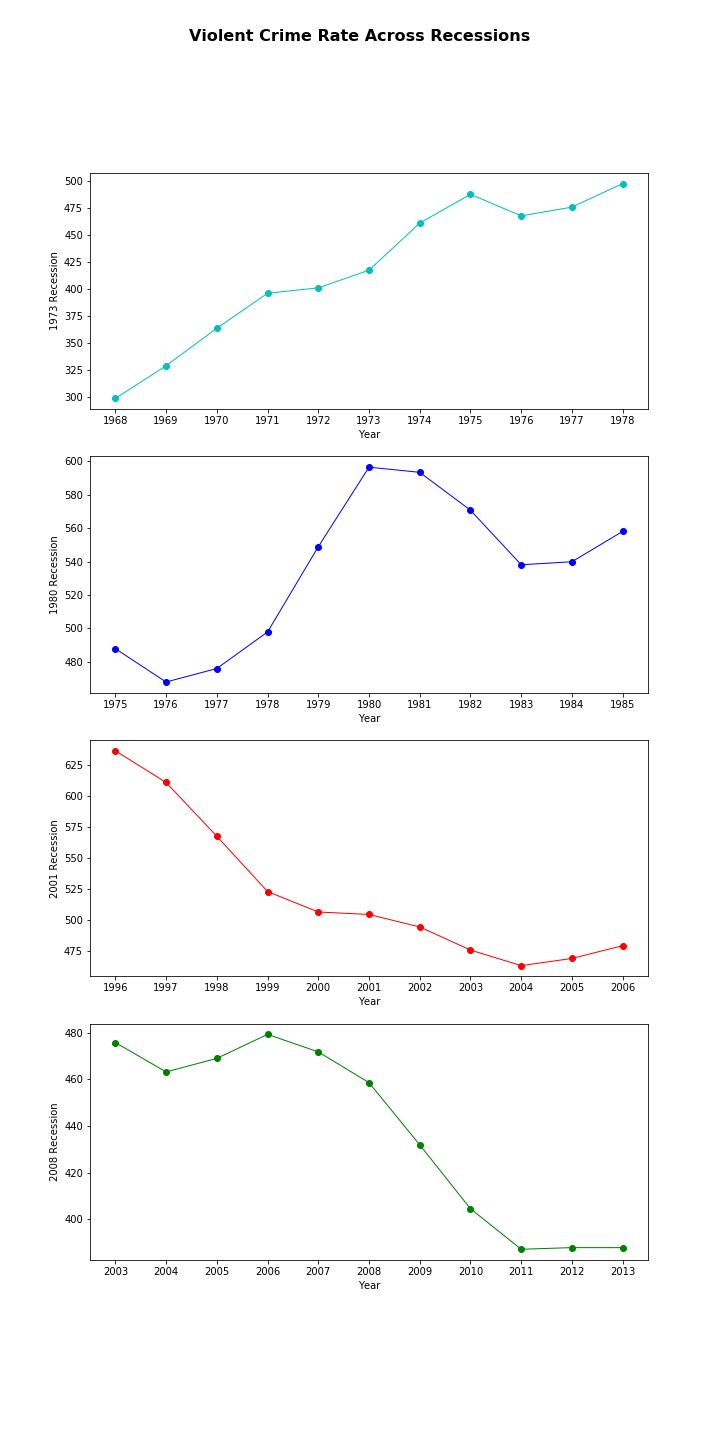 Violent Crime Rate Across Recessions
500
475
450
425
400
375
350
325
300
1973 Recession
1968 1969 1970 1971 1972 1973 1974 1975 1976 1977 1978
Year
600
580
560
540
520
500
480
1980 Recession
1975 1976 1977 1978 1979 1980 1981 1982 1983 1984 1985
Year
625
600
575
550
525
500
475
2001 Recession
1996 1997 1998 1999 2000 2001 2002 2003 2004 2005 2006
Year
480
460
440
420
400
2008 Recession
2003 2004 2005 2006 2007 2008 2009 2010 2011 2012 2013
Year